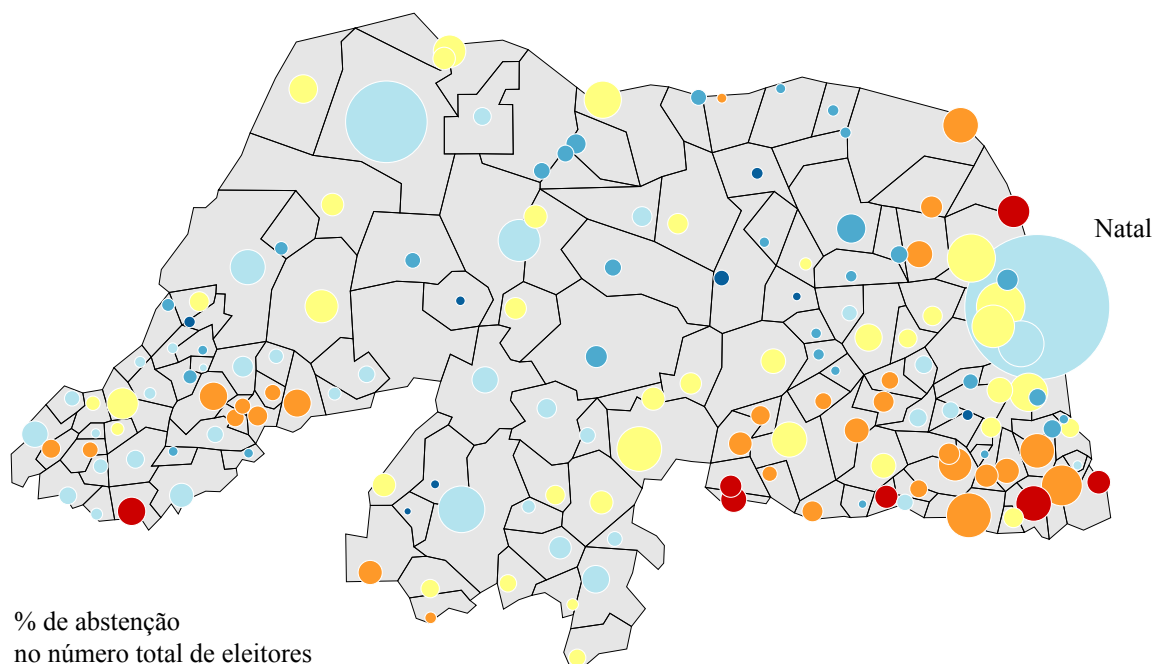 Natal
% de abstenção
no número total de eleitores